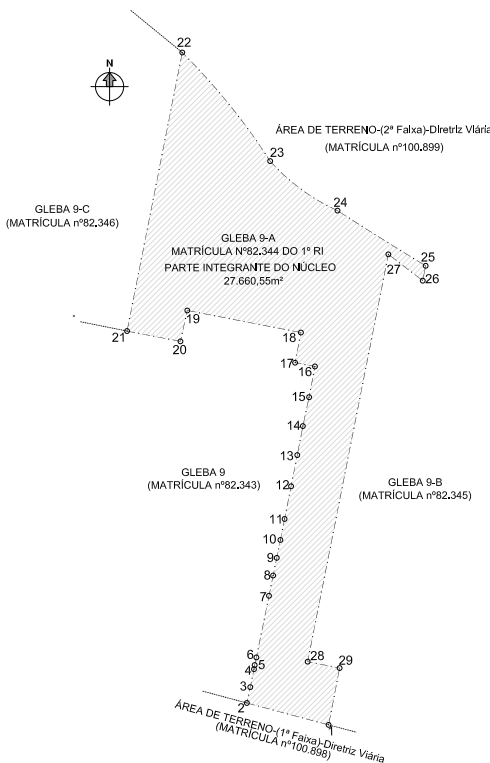 22
N
ÁREA DE TERRENO-(2ª Faixa)-Diretriz Viária
(MATRÍCULA nº100.899)
23
GLEBA 9-C
(MATRÍCULA nº82.346)
24
GLEBA 9-A
MATRÍCULA Nº82.344 DO 1º RI
PARTE INTEGRANTE DO NÚCLEO
27.660,55m²
25
27
26
19
18
21
20
17
16
15
14
13
GLEBA 9
(MATRÍCULA nº82.343)
12
GLEBA 9-B
(MATRÍCULA nº82.345)
11
10
9
8
7
6
5
4
28
29
3
2
1
ÁREA DE TERRENO-(1ª Faixa)-Diretriz Viária
(MATRÍCULA nº100.898)